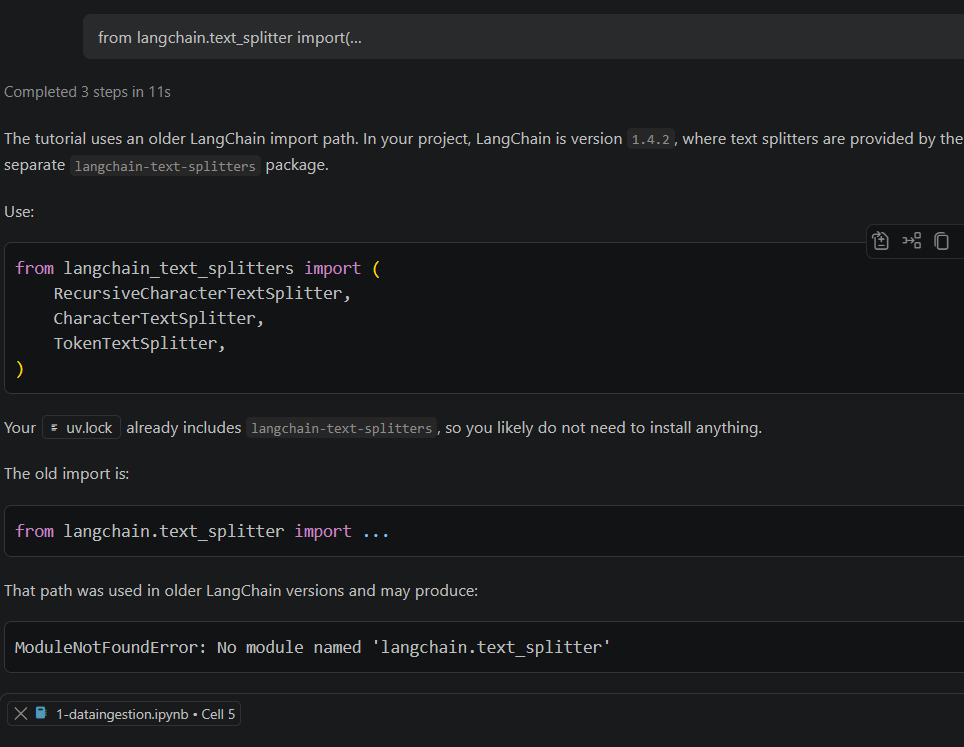 from langchain.text_splitter import(...
Completed 3 steps in 11s
The tutorial uses an older LangChain import path. In your project, LangChain is version 1.4.2, where text splitters are provided by the
separate langchain-text-splitters package.
Use:
from langchain_text_splitters import (
    RecursiveCharacterTextSplitter,
    CharacterTextSplitter,
    TokenTextSplitter,
)
Your uv.lock already includes langchain-text-splitters, so you likely do not need to install anything.
The old import is:
from langchain.text_splitter import ...
That path was used in older LangChain versions and may produce:
ModuleNotFoundError: No module named 'langchain.text_splitter'
1-dataingestion.ipynb • Cell 5